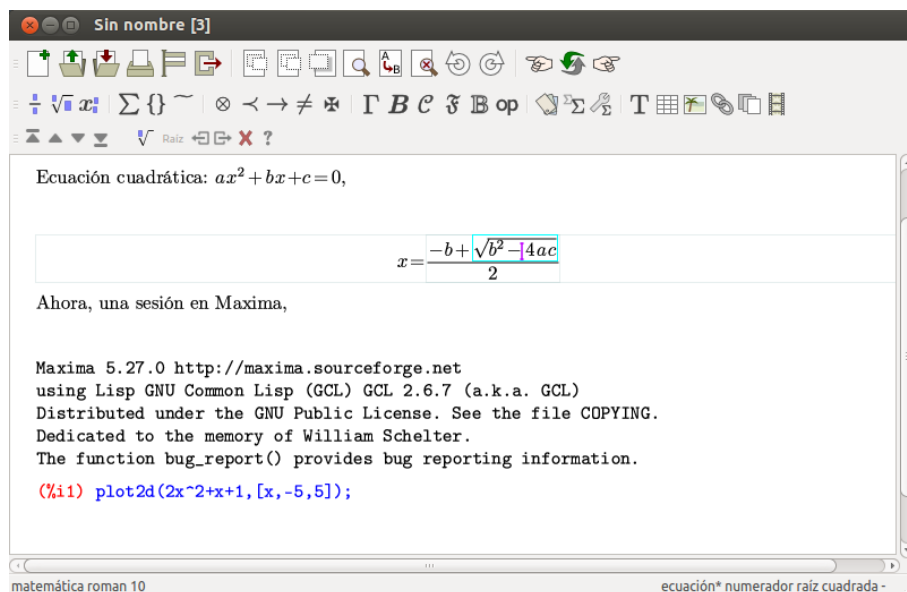 Sin nombre [3]
Raíz
Ecuación cuadrática: ax²+bx+c=0,
x=(-b+√(b²-4ac))/2
Ahora, una sesión en Maxima,
Maxima 5.27.0 http://maxima.sourceforge.net
using Lisp GNU Common Lisp (GCL) GCL 2.6.7 (a.k.a. GCL)
Distributed under the GNU Public License. See the file COPYING.
Dedicated to the memory of William Schelter.
The function bug_report() provides bug reporting information.
(%i1) plot2d(2x^2+x+1,[x,-5,5]);
matemática roman 10 ecuación* numerador raíz cuadrada -